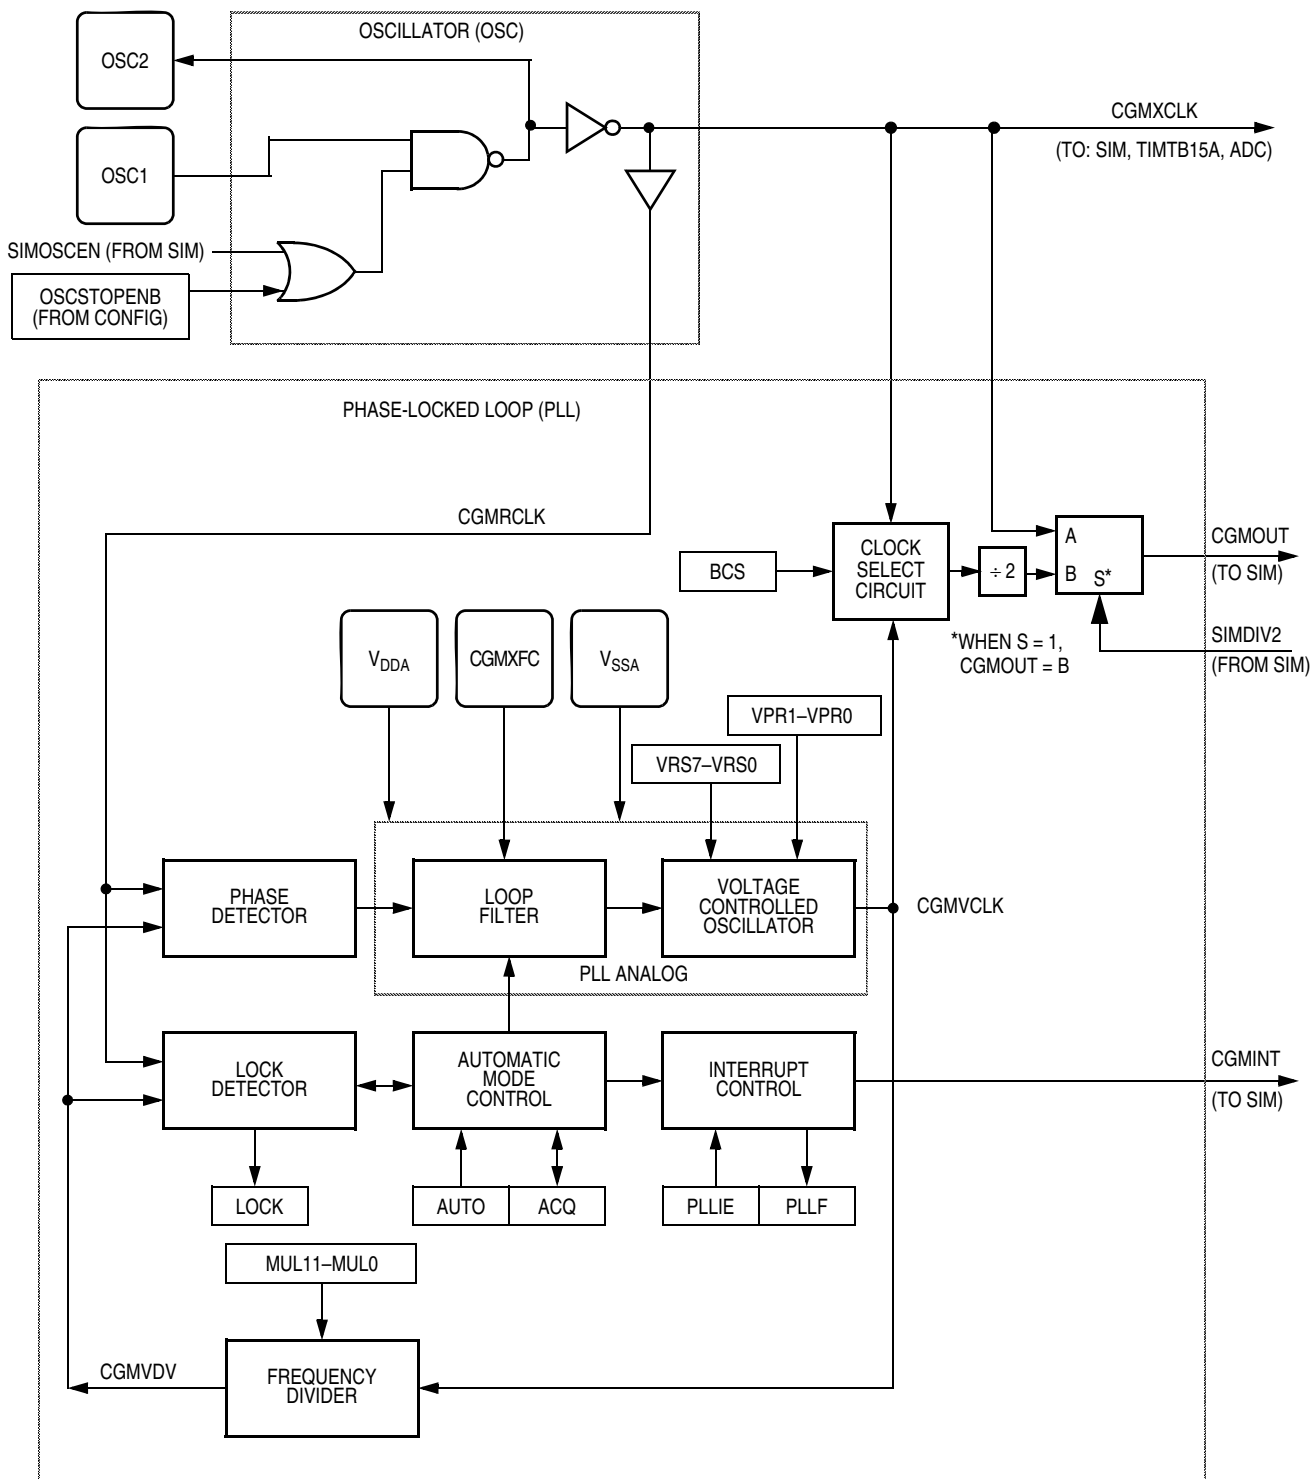 OSCILLATOR (OSC)
OSC2
OSC1
CGMXCLK
(TO: SIM, TIMTB15A, ADC)
SIMOSCEN (FROM SIM)
OSCSTOPENB
(FROM CONFIG)
PHASE-LOCKED LOOP (PLL)
CGMRCLK
BCS
CLOCK
SELECT
CIRCUIT
÷ 2
A
B
S*
CGMOUT
(TO SIM)
*WHEN S = 1,
CGMOUT = B
SIMDIV2
(FROM SIM)
VDDA
CGMXFC
VSSA
VPR1–VPR0
VRS7–VRS0
PHASE
DETECTOR
LOOP
FILTER
VOLTAGE
CONTROLLED
OSCILLATOR
CGMVCLK
PLL ANALOG
LOCK
DETECTOR
AUTOMATIC
MODE
CONTROL
INTERRUPT
CONTROL
CGMINT
(TO SIM)
LOCK
AUTO
ACQ
PLLIE
PLLF
MUL11–MUL0
CGMVDV
FREQUENCY
DIVIDER